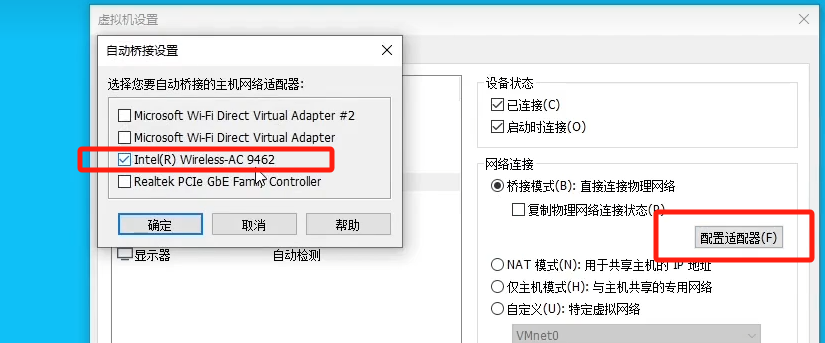 虚拟机设置
自动桥接设置
选择您要自动桥接的主机网络适配器:
Microsoft Wi-Fi Direct Virtual Adapter #2
Microsoft Wi-Fi Direct Virtual Adapter
Intel(R) Wireless-AC 9462
Realtek PCIe GbE Family Controller
确定
取消
帮助
显示器
自动检测
设备状态
已连接(C)
启动时连接(O)
网络连接
桥接模式(B): 直接连接物理网络
复制物理网络连接状态(P)
配置适配器(F)
NAT 模式(N): 用于共享主机的 IP 地址
仅主机模式(H): 与主机共享的专用网络
自定义(U): 特定虚拟网络
VMnet0